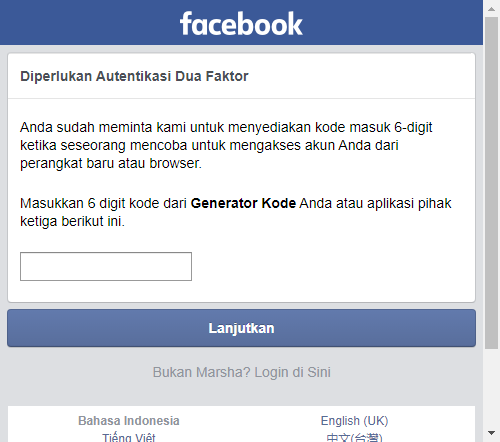 facebook
Diperlukan Autentikasi Dua Faktor
Anda sudah meminta kami untuk menyediakan kode masuk 6-digit
ketika seseorang mencoba untuk mengakses akun Anda dari
perangkat baru atau browser.
Masukkan 6 digit kode dari Generator Kode Anda atau aplikasi pihak
ketiga berikut ini.
Lanjutkan
Bukan Marsha? Login di Sini
Bahasa Indonesia English (UK)
Tiếng Việt 中文(台灣)